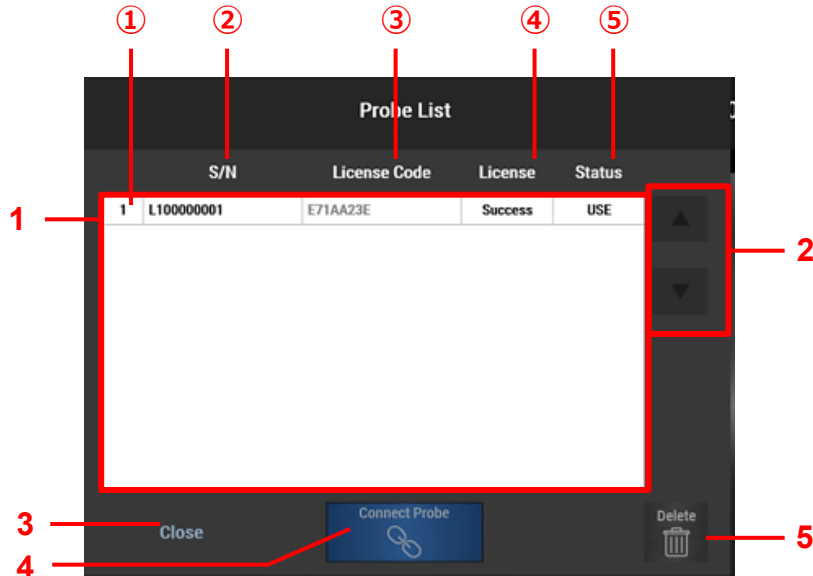 ① ② ③ ④ ⑤
Probe List
S/N License Code License Status
1 L100000001 E71AA23E Success USE
1
2
Connect Probe
Delete
3 Close
5
4